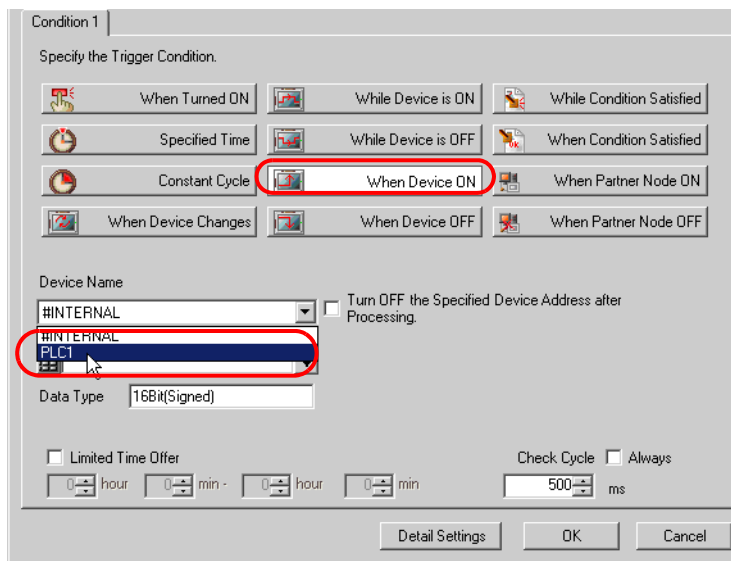 Condition 1
Specify the Trigger Condition.
When Turned ON
While Device is ON
While Condition Satisfied
Specified Time
While Device is OFF
When Condition Satisfied
Constant Cycle
When Device ON
When Partner Node ON
When Device Changes
When Device OFF
When Partner Node OFF
Device Name
#INTERNAL
Turn OFF the Specified Device Address after
Processing.
#INTERNAL
PLC1
Data Type 16Bit(Signed)
Limited Time Offer
Check Cycle Always
0 hour 0 min - 0 hour 0 min
500 ms
Detail Settings OK Cancel